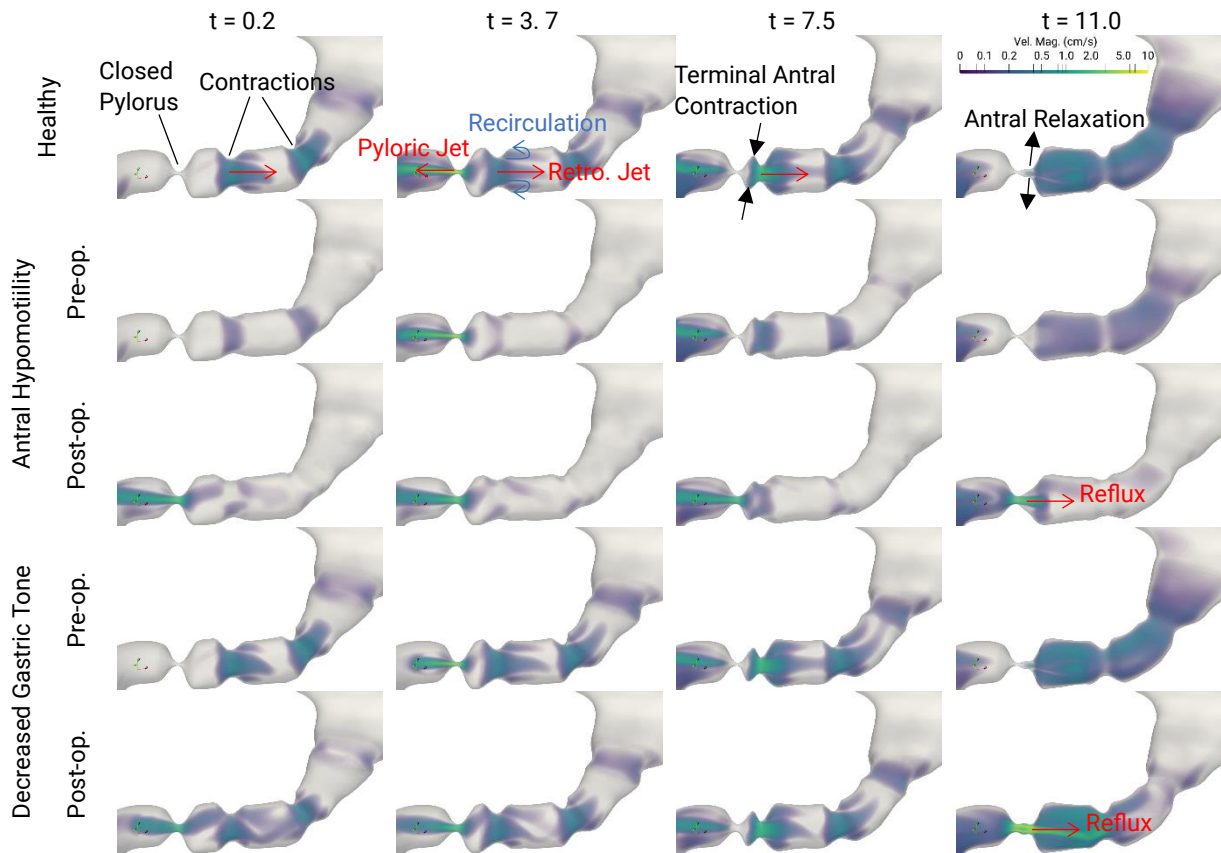 t = 0.2
t = 3. 7
t = 7.5
t = 11.0
Healthy
Closed
Pylorus
Contractions
Recirculation
Pyloric Jet
Retro. Jet
Terminal Antral
Contraction
Vel. Mag. (cm/s)
0 0.1 0.2 0.5 1.0 2.0 5.0 10
Antral Relaxation
Antral Hypomotiility
Pre-op.
Post-op.
Reflux
Decreased Gastric Tone
Pre-op.
Post-op.
Reflux